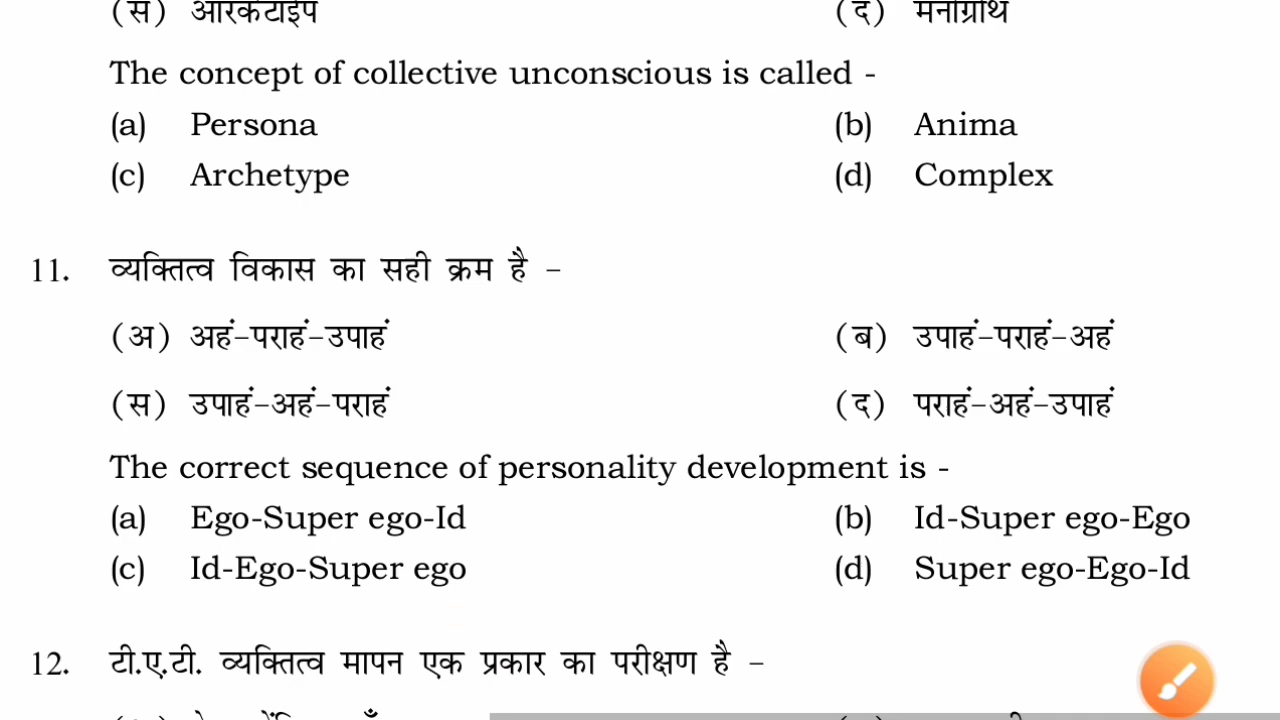 (स) आरकेटाईप (द) मनोग्रंथि
The concept of collective unconscious is called -
(a) Persona (b) Anima
(c) Archetype (d) Complex
11. व्यक्तित्व विकास का सही क्रम है –
(अ) अहं–पराहं–उपाहं (ब) उपाहं–पराहं–अहं
(स) उपाहं–अहं–पराहं (द) पराहं–अहं–उपाहं
The correct sequence of personality development is -
(a) Ego-Super ego-Id (b) Id-Super ego-Ego
(c) Id-Ego-Super ego (d) Super ego-Ego-Id
12. टी.ए.टी. व्यक्तित्व मापन एक प्रकार का परीक्षण है –